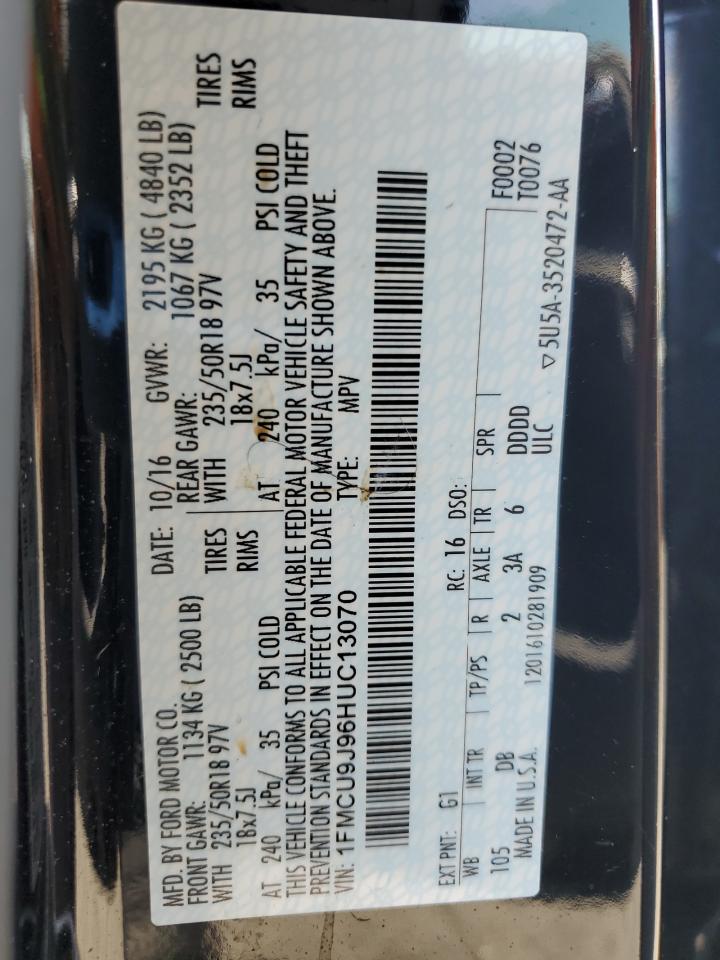 MFD. BY FORD MOTOR CO.
DATE: 10/16 GVWR: 2195 KG ( 4840 LB)
FRONT GAWR: 1134 KG ( 2500 LB)
REAR GAWR: 1067 KG ( 2352 LB)
WITH 235/50R18 97V TIRES
WITH 235/50R18 97V TIRES
18x7.5J RIMS
18x7.5J RIMS
AT 240 kPa/ 35 PSI COLD
AT 240 kPa/ 35 PSI COLD
THIS VEHICLE CONFORMS TO ALL APPLICABLE FEDERAL MOTOR VEHICLE SAFETY AND THEFT
PREVENTION STANDARDS IN EFFECT ON THE DATE OF MANUFACTURE SHOWN ABOVE.
VIN: 1FMCU9J96HUC13070 TYPE: MPV
EXT PNT: G1 RC: 16 DSO:
WB INT TR TP/PS R AXLE TR SPR
105 DB 2 3A 6 DDDD
F0002
T0076
ULC
MADE IN U.S.A. 1201610281909
▽ 5U5A-3520472-AA